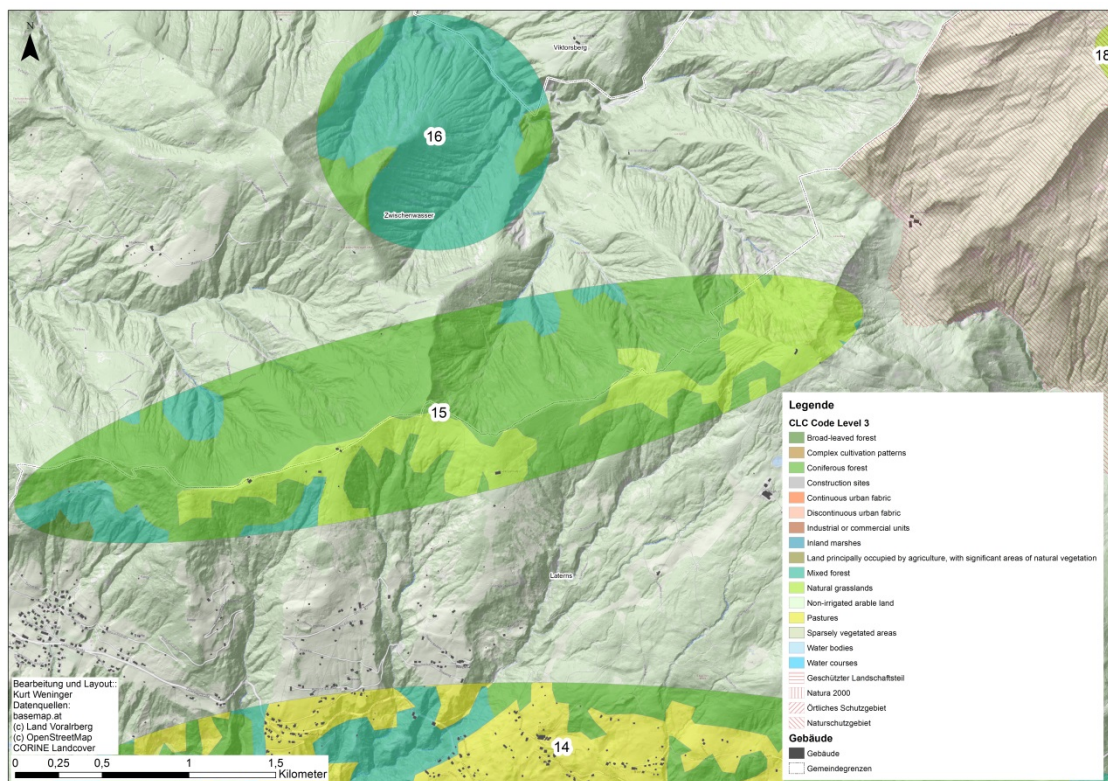 N
Viktorsberg
18
16
Zwischenwasser
15
Laterns
14
Legende
CLC Code Level 3
Broad-leaved forest
Complex cultivation patterns
Coniferous forest
Construction sites
Continuous urban fabric
Discontinuous urban fabric
Industrial or commercial units
Inland marshes
Land principally occupied by agriculture, with significant areas of natural vegetation
Mixed forest
Natural grasslands
Non-irrigated arable land
Pastures
Sparsely vegetated areas
Water bodies
Water courses
Geschützter Landschaftsteil
Natura 2000
Örtliches Schutzgebiet
Naturschutzgebiet
Gebäude
Gebäude
Gemeindegrenzen
Bearbeitung und Layout::
Kurt Weninger
Datenquellen:
basemap.at
(c) Land Voralrberg
(c) OpenStreetMap
CORINE Landcover
0 0,25 0,5 1 1,5
Kilometer